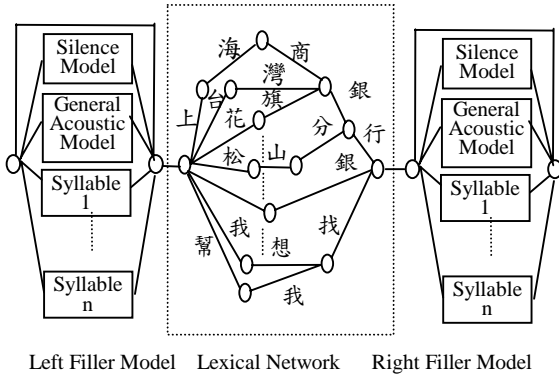 Silence
Model
General
Acoustic
Model
Syllable
1
Syllable
n
海 商
台 灣
上 花 旗 銀
分 行
松 山
銀
我 想 找
幫 我
Silence
Model
General
Acoustic
Model
Syllable
1
Syllable
n
Left Filler Model Lexical Network Right Filler Model